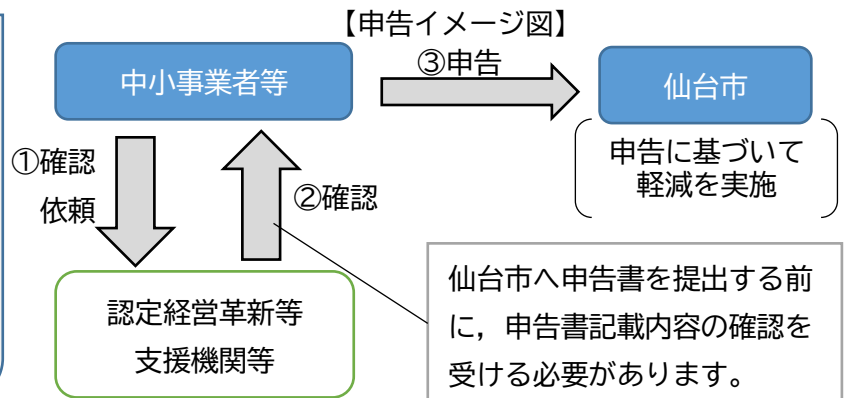 【申告イメージ図】
中小事業者等
③申告
仙台市
申告に基づいて
軽減を実施
①確認
依頼
②確認
認定経営革新等
支援機関等
仙台市へ申告書を提出する前
に，申告書記載内容の確認を
受ける必要があります。